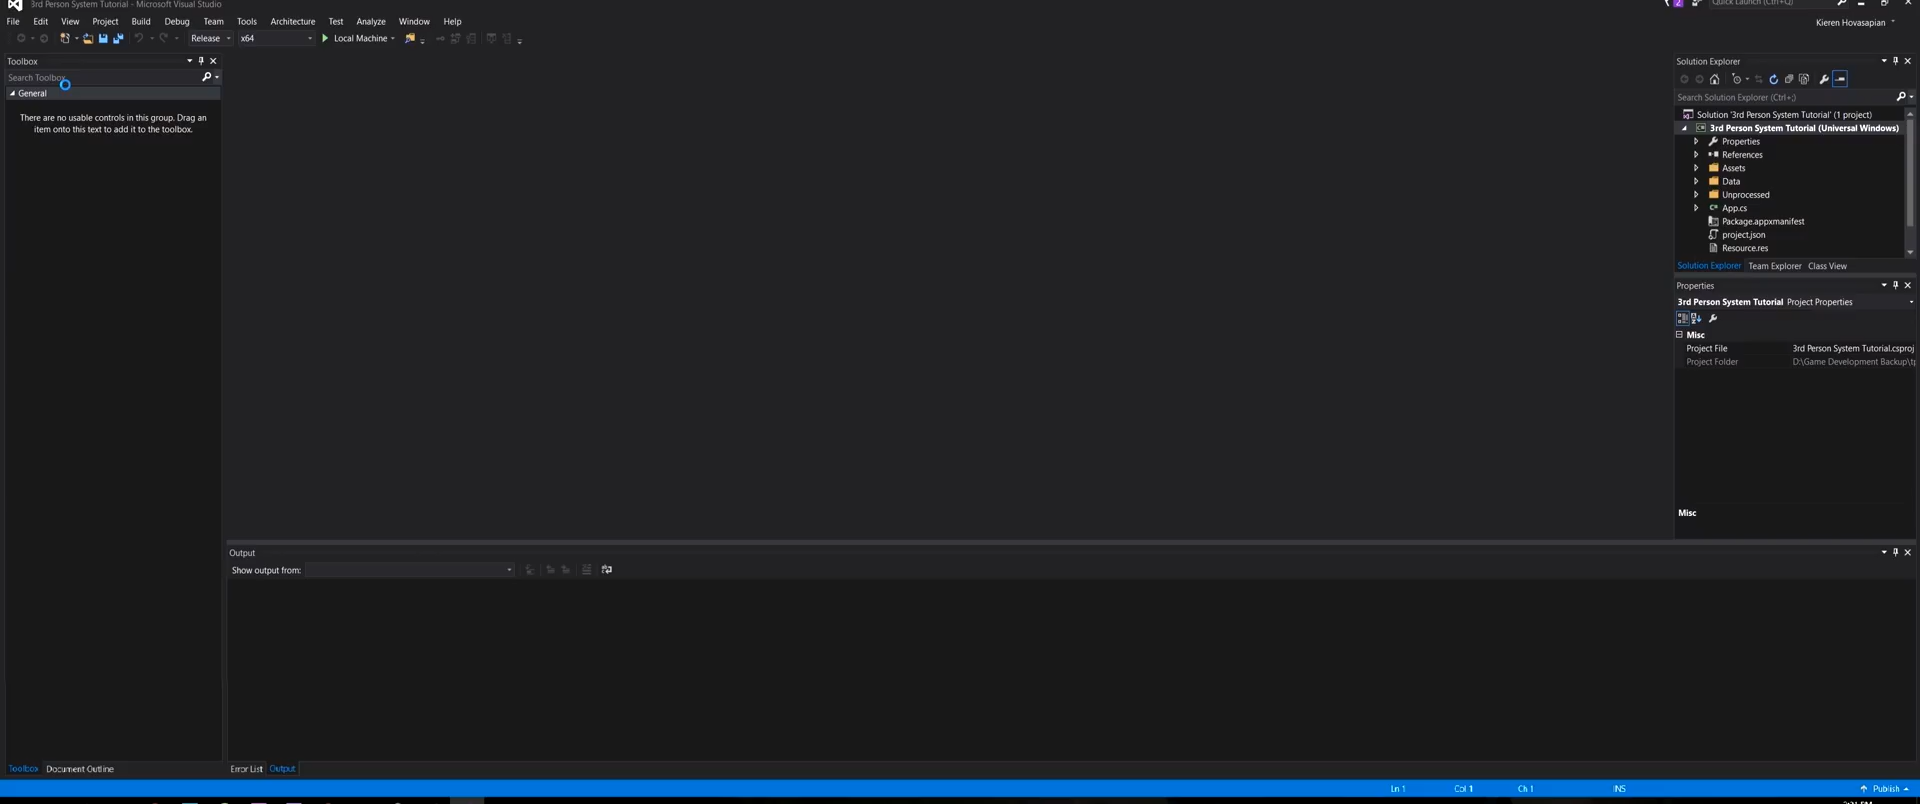 3rd Person System Tutorial - Microsoft Visual Studio
Quick Launch (Ctrl+Q)
File Edit View Project Build Debug Team Tools Architecture Test Analyze Window Help
Kieren Hovasapian
Release x64 Local Machine
Toolbox
Search Toolbox
General
There are no usable controls in this group. Drag an
item onto this text to add it to the toolbox.
Solution Explorer
Search Solution Explorer (Ctrl+;)
Solution '3rd Person System Tutorial' (1 project)
3rd Person System Tutorial (Universal Windows)
Properties
References
Assets
Data
Unprocessed
App.cs
Package.appxmanifest
project.json
Resource.res
Solution Explorer Team Explorer Class View
Properties
3rd Person System Tutorial Project Properties
Misc
Project File 3rd Person System Tutorial.csproj
Project Folder D:\Game Development Backup\tp
Misc
Output
Show output from:
Toolbox Document Outline
Error List Output
Ln 1 Col 1 Ch 1 INS Publish